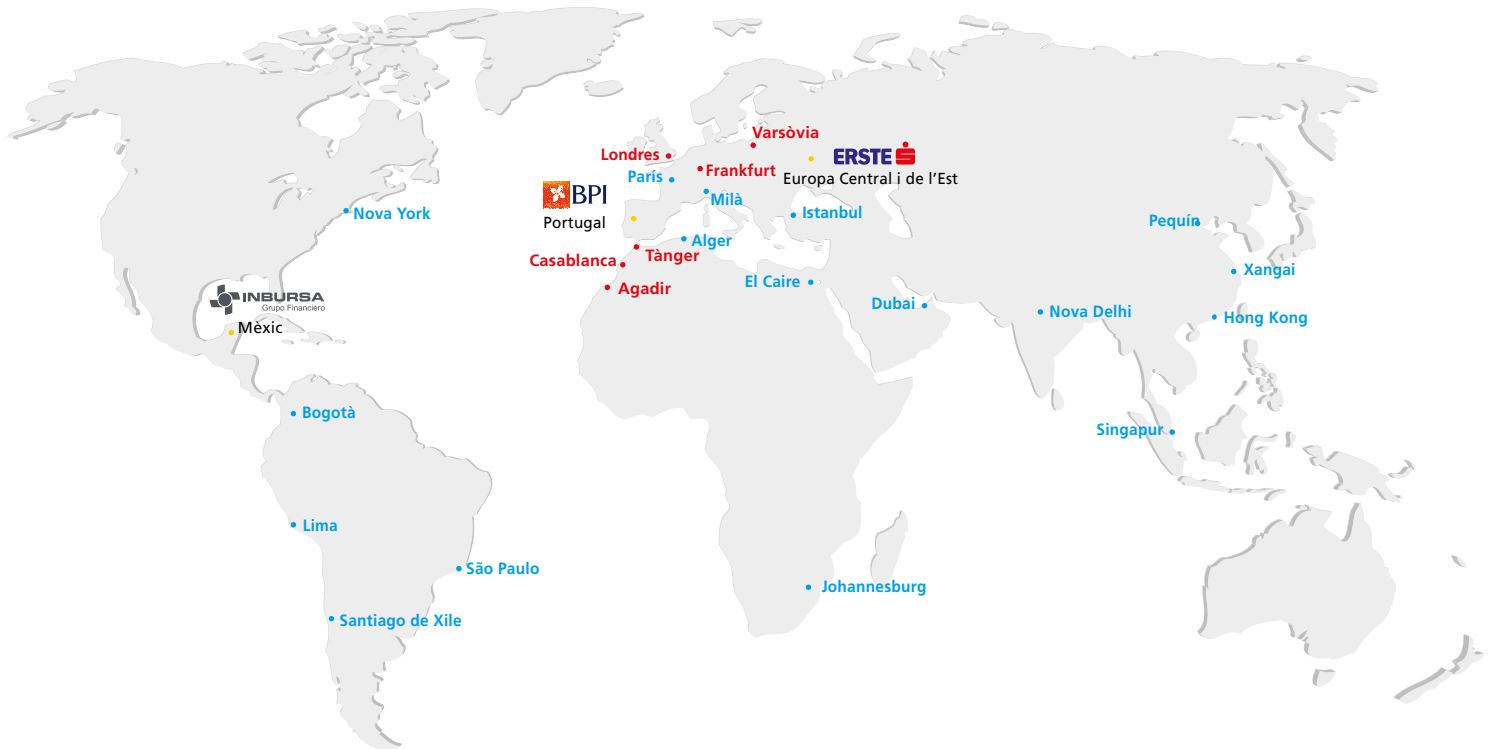 Varsòvia
Londres
ERSTE
Frankfurt
París
Europa Central i de l’Est
BPI
Milà
Portugal
Nova York
Istanbul
Pequín
Alger
Tànger
Casablanca
Xangai
El Caire
Agadir
INBURSA
Grupo Financiero
Dubai
Nova Delhi
Hong Kong
Mèxic
Bogotà
Singapur
Lima
São Paulo
Johannesburg
Santiago de Xile